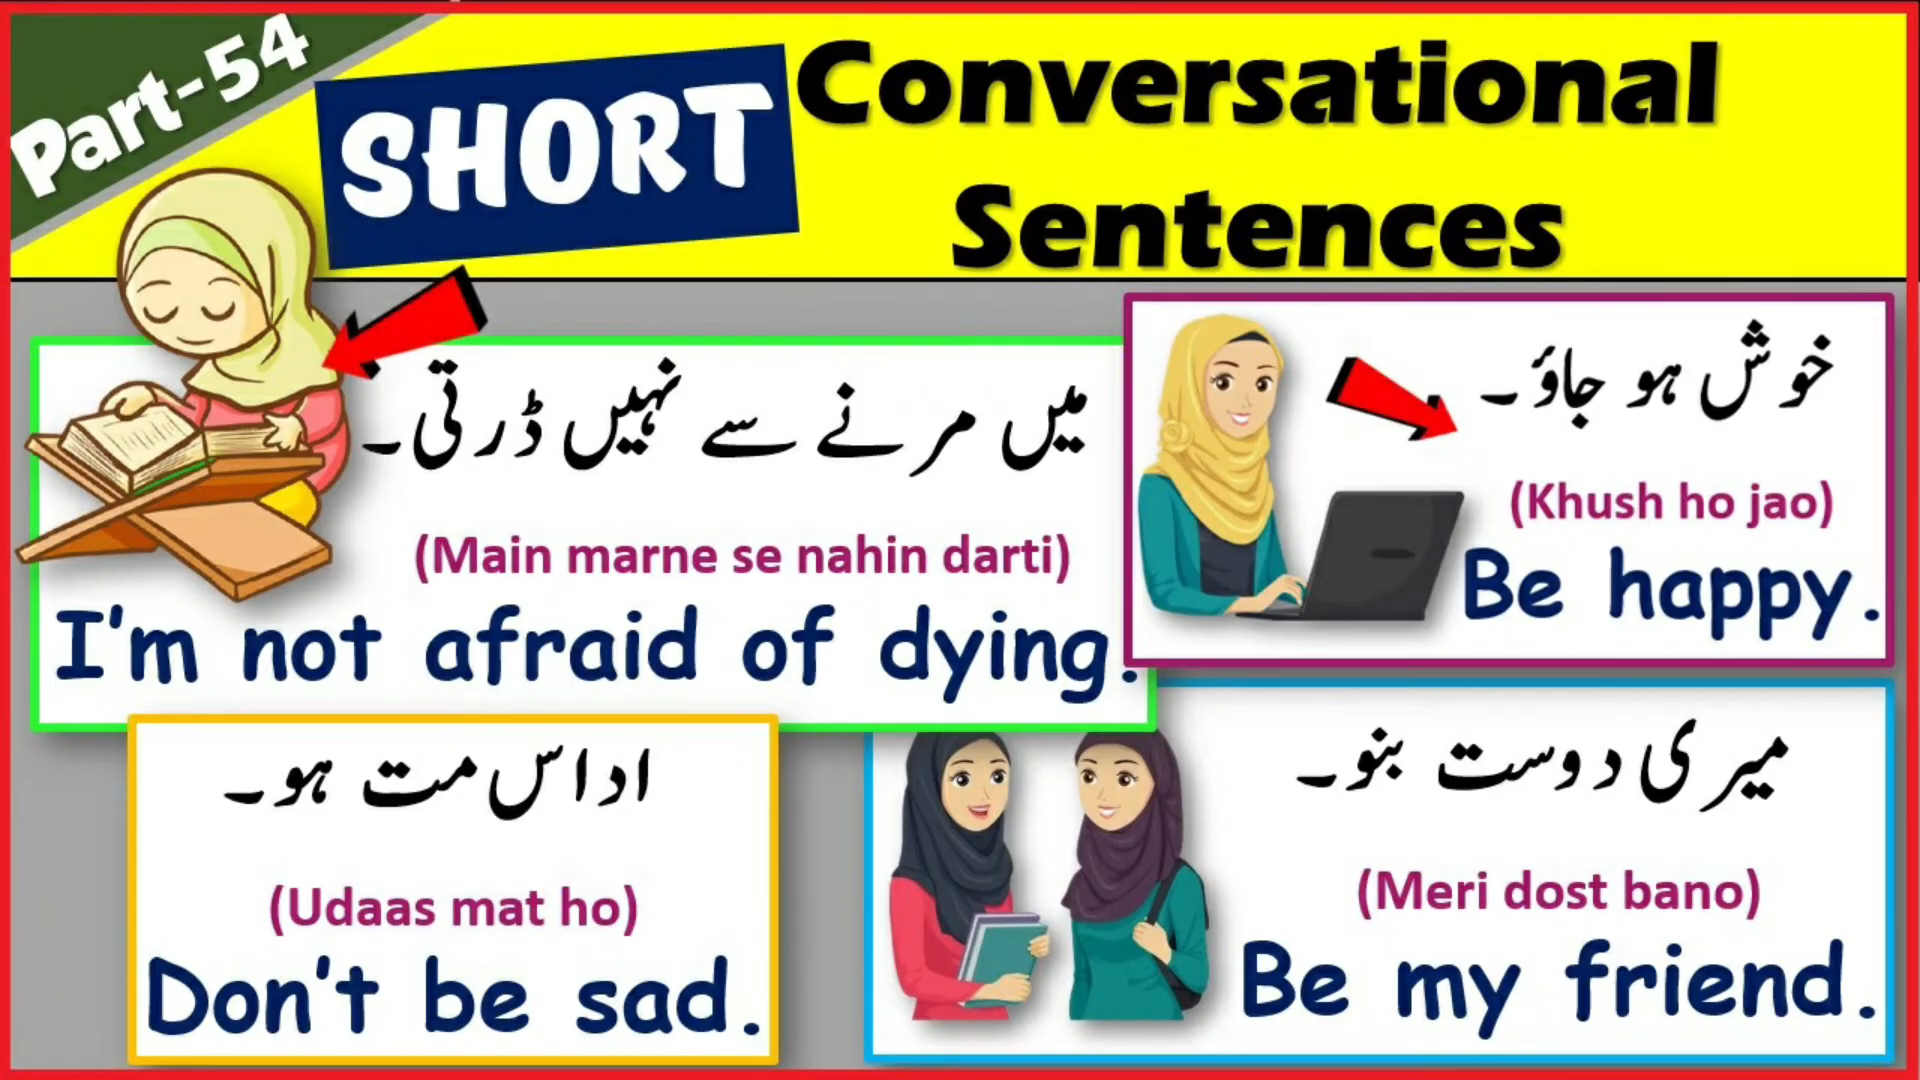 Part-54
SHORT
Conversational
Sentences
میں مرنے سے نہیں ڈرتی۔
(Main marne se nahin darti)
I'm not afraid of dying.
خوش ہو جاؤ۔
(Khush ho jao)
Be happy.
اداس مت ہو۔
(Udaas mat ho)
Don't be sad.
میری دوست بنو۔
(Meri dost bano)
Be my friend.